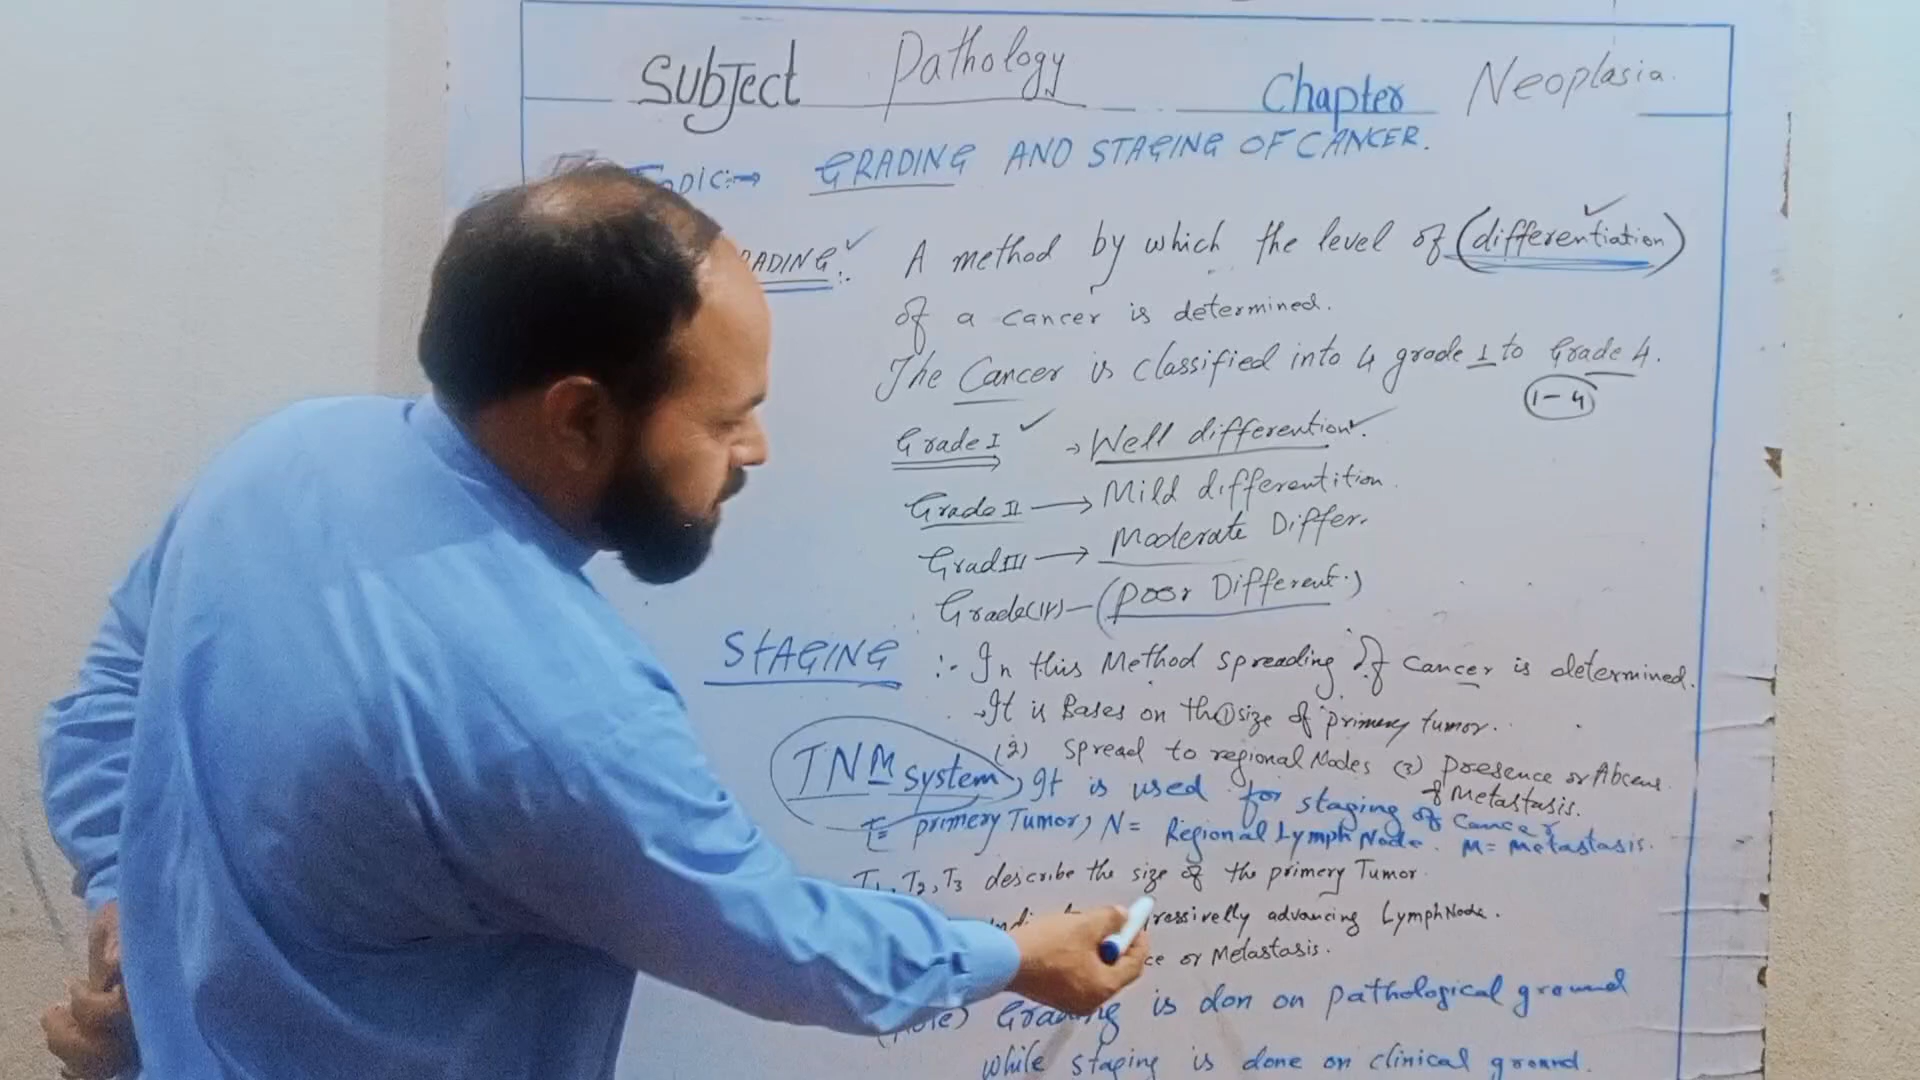 Subject Pathology Chapter Neoplasia.
GRADING AND STAGING OF CANCER.
A method by which the level of (differentiation)
of a cancer is determined.
The Cancer is classified into 4 grade 1 to Grade 4.
1-4
Grade I → Well differention.
Grade II → Mild differentition.
Grad III → Moderate Differ.
Grade(IV) - (Poor Different.)
STAGING :- In this Method spreading of Cancer is determined.
→ It is Bases on the ① size of primery tumor.
(2) Spread to regional Nodes (3) Presence or Abcens of Metastasis.
TNM System, It is used for staging of Cancer
T= primery Tumor, N= Regional Lymph Node. M= Metastasis.
T1, T2, T3 describe the size of the primery Tumor
advancing Lymph Node.
or Metastasis.
Grading is don on pathological ground
while staging is done on clinical ground.